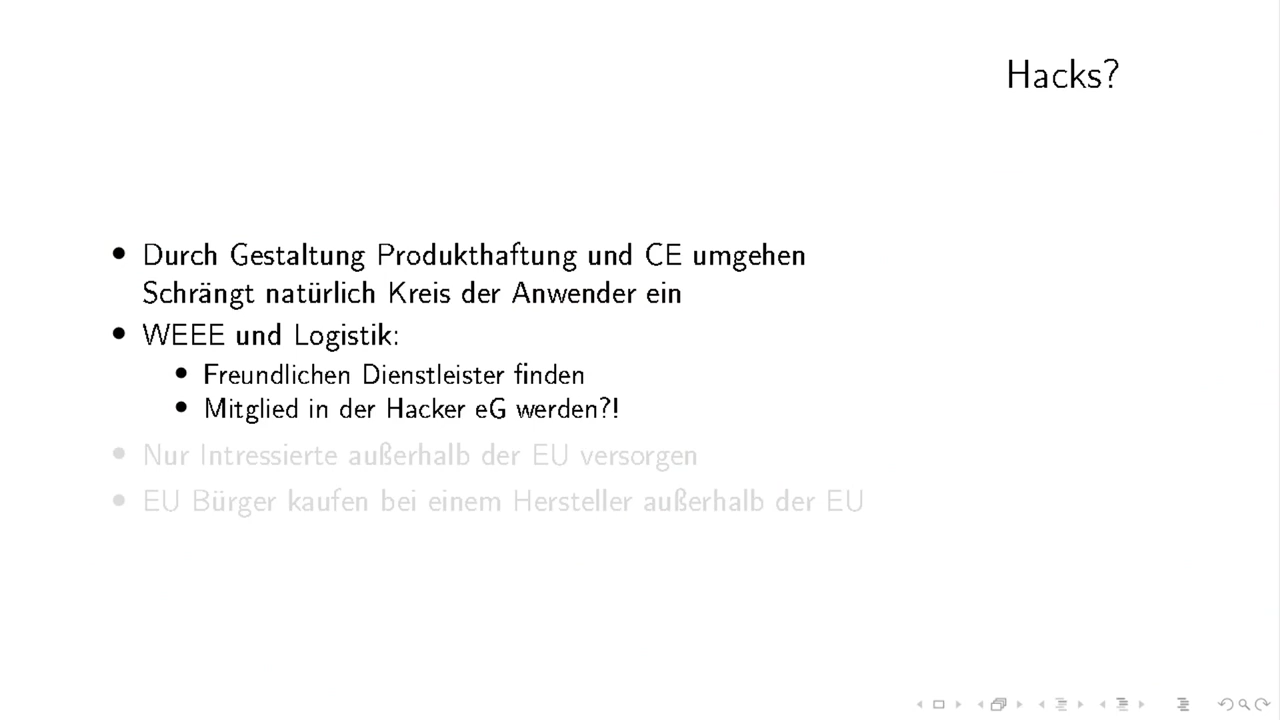 Hacks?
• Durch Gestaltung Produkthaftung und CE umgehen
Schrängt natürlich Kreis der Anwender ein
• WEEE und Logistik:
• Freundlichen Dienstleister finden
• Mitglied in der Hacker eG werden?!
• Nur Intressierte außerhalb der EU versorgen
• EU Bürger kaufen bei einem Hersteller außerhalb der EU